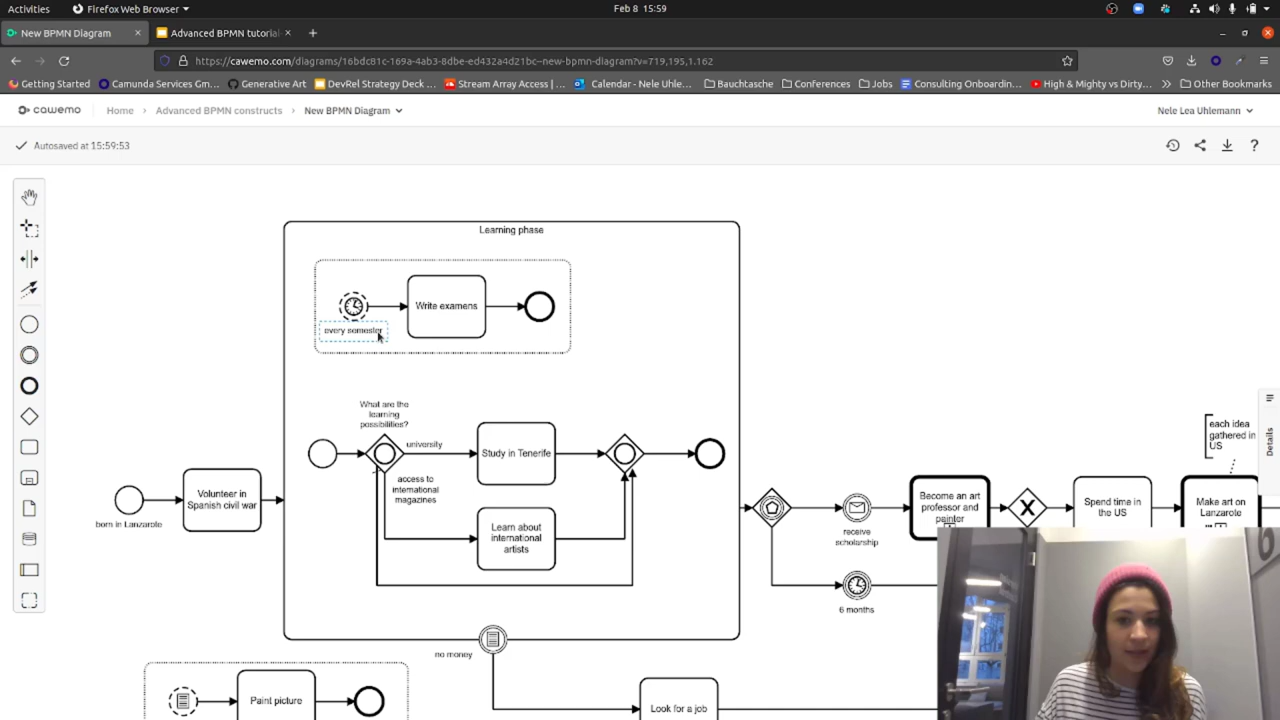 Activities
Firefox Web Browser
Feb 8 15:59
New BPMN Diagram
Advanced BPMN tutorial
https://cawemo.com/diagrams/16bdc81c-169a-4ab3-8dbe-ed432a4d21bc--new-bpmn-diagram?v=719,195,1.162
Getting Started
Camunda Services Gm...
Generative Art
DevRel Strategy Deck ...
Stream Array Access | ...
Calendar - Nele Uhle...
Bauchtasche
Conferences
Jobs
Consulting Onboardin...
High & Mighty vs Dirty...
Other Bookmarks
cawemo
Home
Advanced BPMN constructs
New BPMN Diagram
Nele Lea Uhlemann
Autosaved at 15:59:53
?
Learning phase
Write examens
every semester
What are the
learning
possibilities?
university
Study in Tenerife
access to
international
magazines
Learn about
international
artists
Volunteer in
Spanish civil war
born in Lanzarote
each idea
gathered in
US
Details
Become an art
professor and
painter
Spend time in
the US
Make art on
Lanzarote
receive
scholarship
6 months
no money
Paint picture
Look for a job